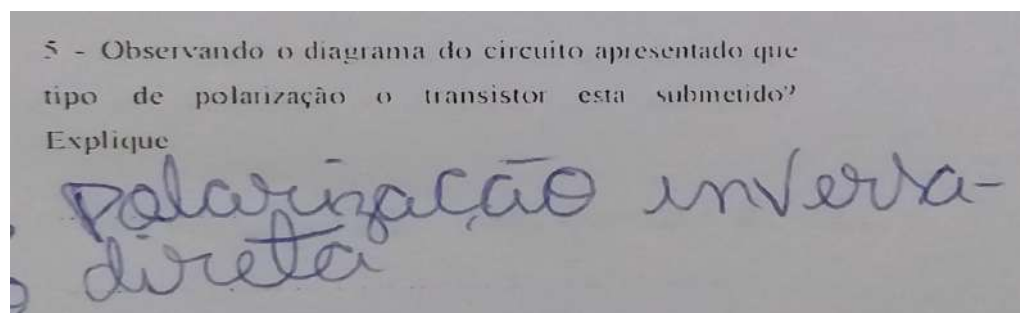 5 - Observando o diagrama do circuito apresentado que
tipo de polarização o transistor esta submetido?
Explique
polarização inversa-
direta